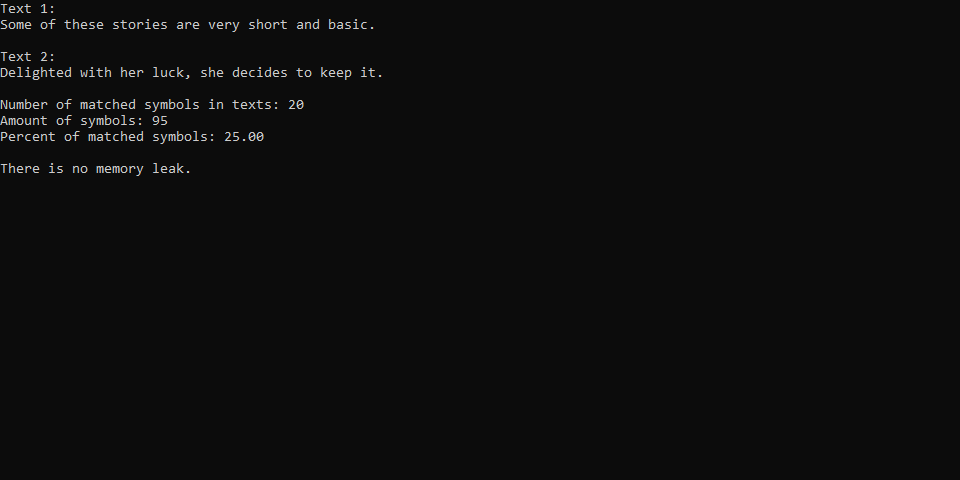 Text 1:
Some of these stories are very short and basic.
Text 2:
Delighted with her luck, she decides to keep it.
Number of matched symbols in texts: 20
Amount of symbols: 95
Percent of matched symbols: 25.00
There is no memory leak.